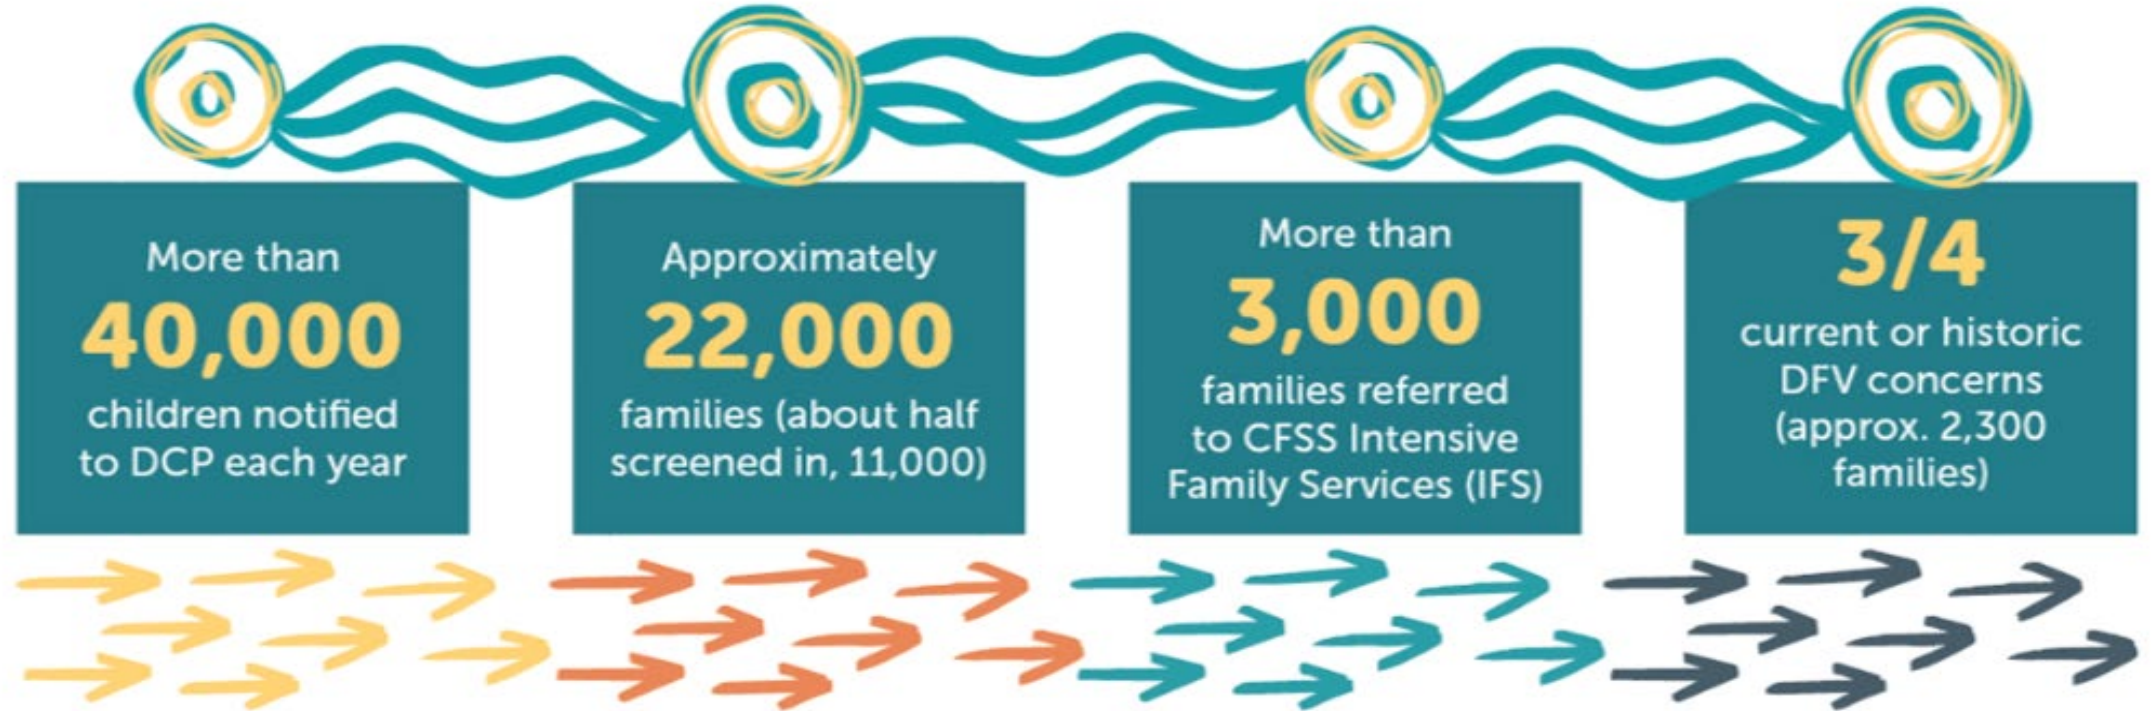 More than
40,000
children notified
to DCP each year
Approximately
22,000
families (about half
screened in, 11,000)
More than
3,000
families referred
to CFSS Intensive
Family Services (IFS)
3/4
current or historic
DFV concerns
(approx. 2,300
families)